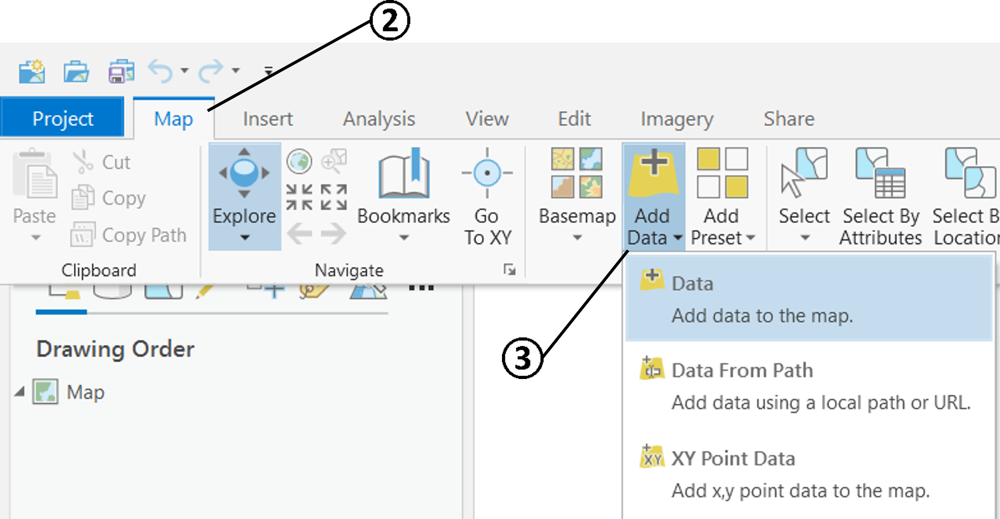 2
Project Map Insert Analysis View Edit Imagery Share
Paste
Cut
Copy
Copy Path
Clipboard
Explore
Bookmarks
Go
To XY
Navigate
Basemap
Add
Data
Add
Preset
Select
Select By
Attributes
Select B
Location
3
Data
Add data to the map.
Data From Path
Add data using a local path or URL.
XY
XY Point Data
Add x,y point data to the map.
Drawing Order
Map